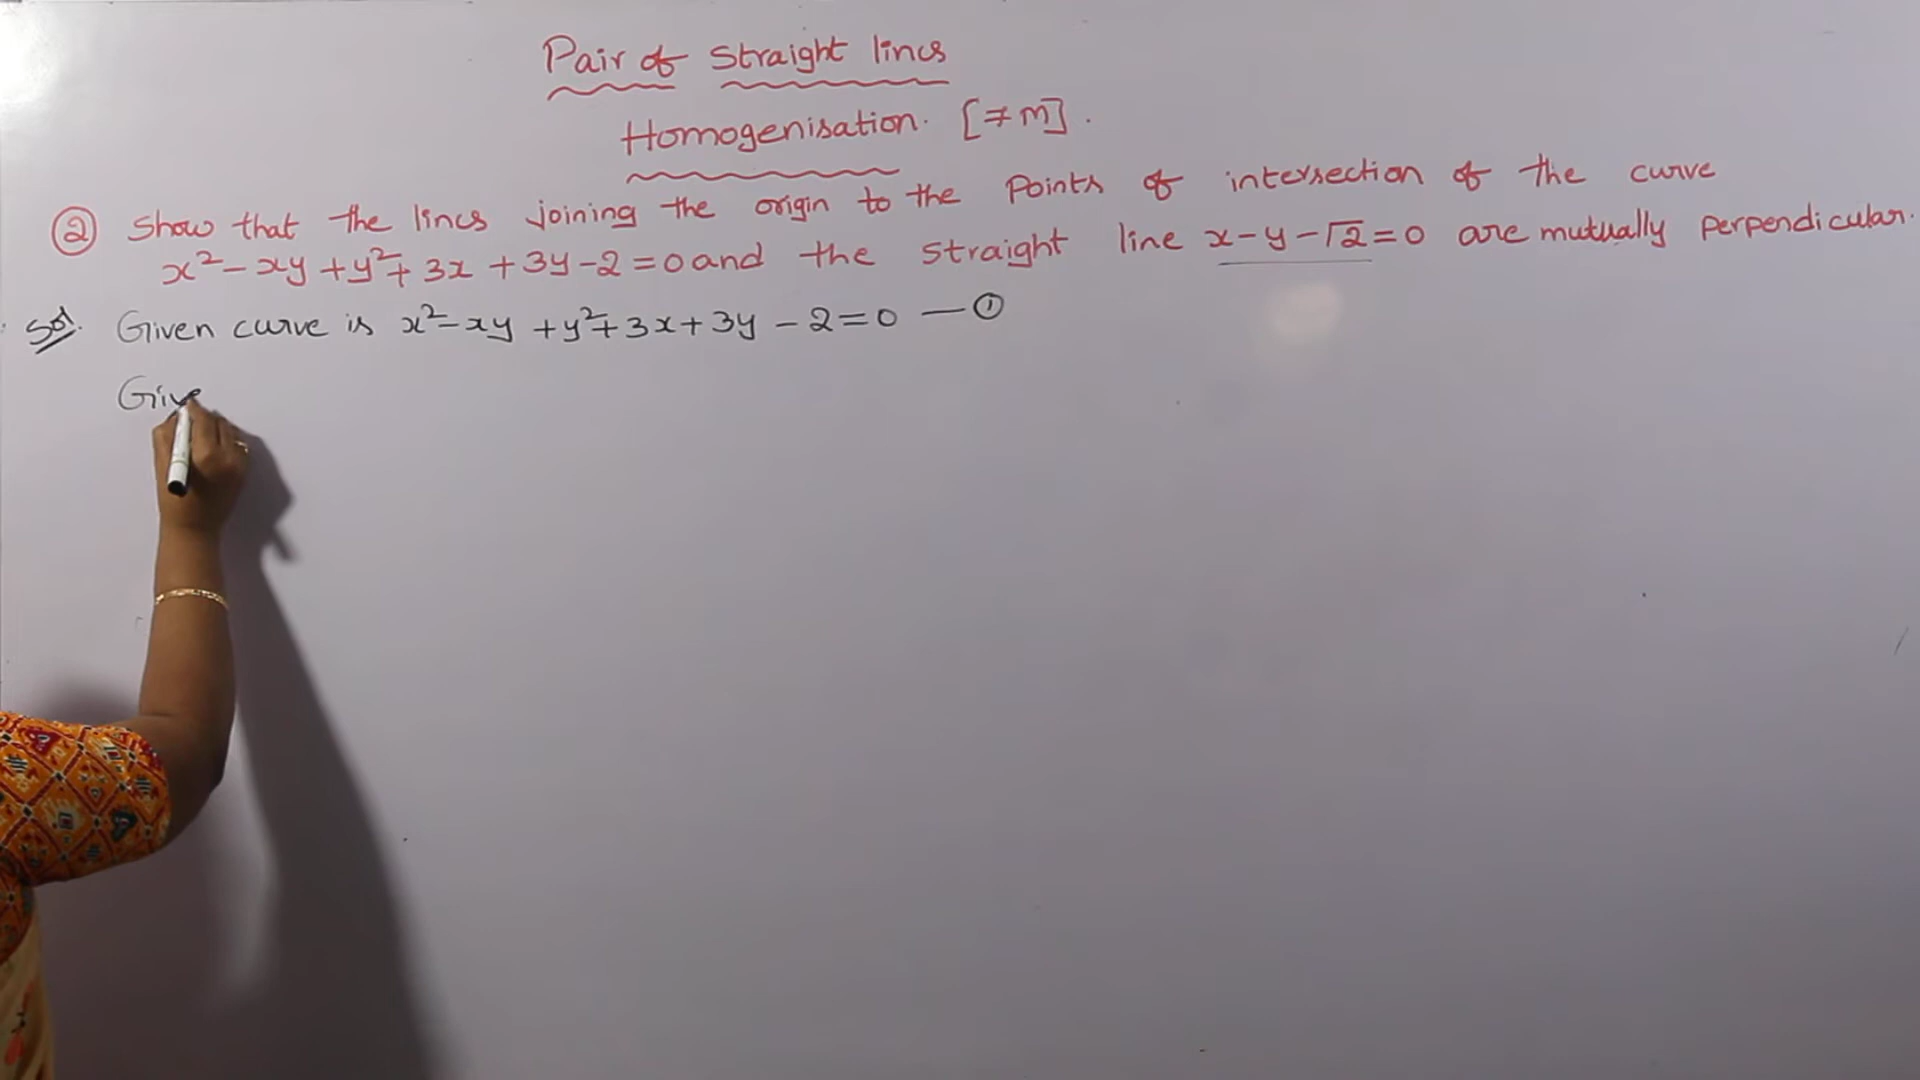 Pair of Straight lines
Homogenisation. [7m].
② Show that the lines joining the origin to the points of intersection of the curve
x²-xy+y²+3x+3y-2=0 and the straight line x-y-√2=0 are mutually perpendicular.
Sol. Given curve is x²-xy+y²+3x+3y-2=0 —①
Give